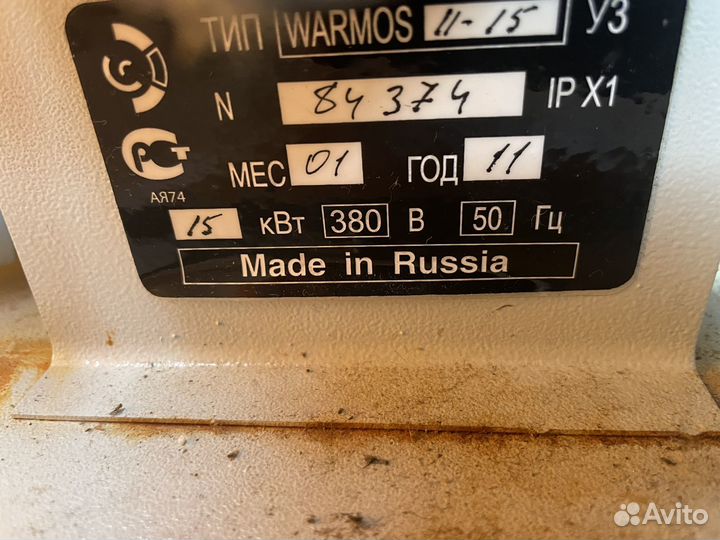 ТИП WARMOS II-15 У3
N 84374 IP X1
МЕС 01 ГОД 11
АЯ74
15 кВт 380 В 50 Гц
Made in Russia
Avito